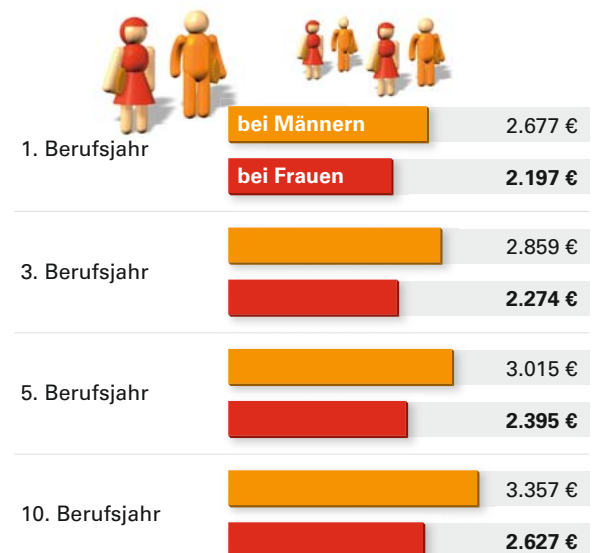 bei Männern 2.677 €
1. Berufsjahr
bei Frauen 2.197 €
2.859 €
3. Berufsjahr
2.274 €
3.015 €
5. Berufsjahr
2.395 €
3.357 €
10. Berufsjahr
2.627 €